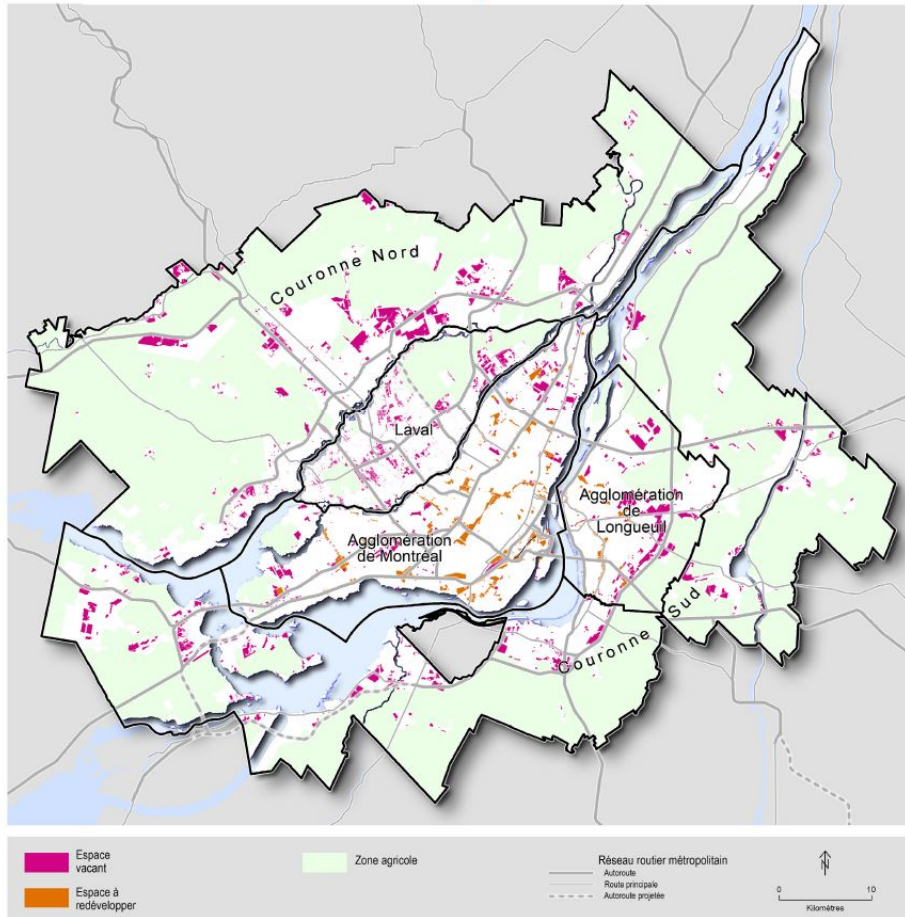 Couronne Nord
Laval
Agglomération
de
Longueuil
Agglomération
de Montréal
Couronne Sud
Espace
vacant
Espace à
redévelopper
Zone agricole
Réseau routier métropolitain
Autoroute
Route principale
Autoroute projetée
N
0 10
Kilomètres